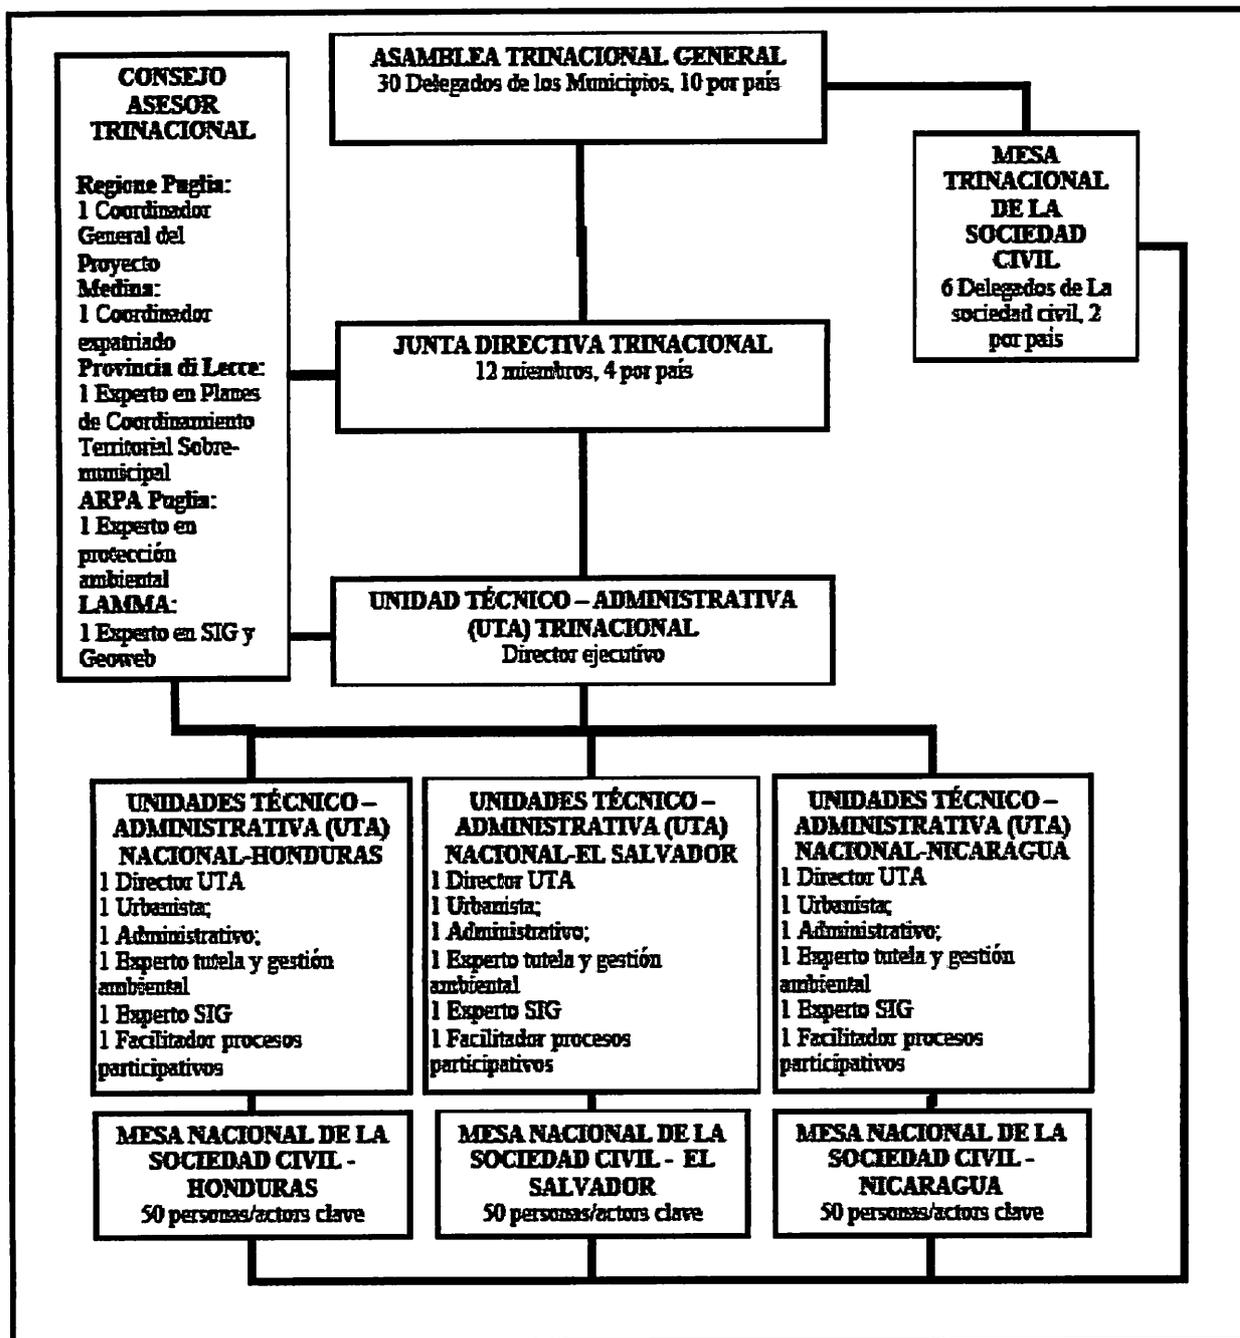 CONSEJO
ASESOR
TRINACIONAL
Regione Puglia:
1 Coordinador
General del
Proyecto
Medina:
1 Coordinador
expatriado
Provincia di Lecce:
1 Experto en Planes
de Coordinamiento
Territorial Sobre-
municipal
ARPA Puglia:
1 Experto en
protección
ambiental
LAMMA:
1 Experto en SIG y
Geoweb
ASAMBLEA TRINACIONAL GENERAL
30 Delegados de los Municipios, 10 por país
MESA
TRINACIONAL
DE LA
SOCIEDAD
CIVIL
6 Delegados de La
sociedad civil, 2
por país
JUNTA DIRECTIVA TRINACIONAL
12 miembros, 4 por país
UNIDAD TÉCNICO – ADMINISTRATIVA
(UTA) TRINACIONAL
Director ejecutivo
UNIDADES TÉCNICO –
ADMINISTRATIVA (UTA)
NACIONAL-HONDURAS
1 Director UTA
1 Urbanista;
1 Administrativo;
1 Experto tutela y gestión
ambiental
1 Experto SIG
1 Facilitador procesos
participativos
UNIDADES TÉCNICO –
ADMINISTRATIVA (UTA)
NACIONAL-EL SALVADOR
1 Director UTA
1 Urbanista;
1 Administrativo;
1 Experto tutela y gestión
ambiental
1 Experto SIG
1 Facilitador procesos
participativos
UNIDADES TÉCNICO –
ADMINISTRATIVA (UTA)
NACIONAL-NICARAGUA
1 Director UTA
1 Urbanista;
1 Administrativo;
1 Experto tutela y gestión
ambiental
1 Experto SIG
1 Facilitador procesos
participativos
MESA NACIONAL DE LA
SOCIEDAD CIVIL -
HONDURAS
50 personas/actors clave
MESA NACIONAL DE LA
SOCIEDAD CIVIL - EL
SALVADOR
50 personas/actors clave
MESA NACIONAL DE LA
SOCIEDAD CIVIL -
NICARAGUA
50 personas/actors clave